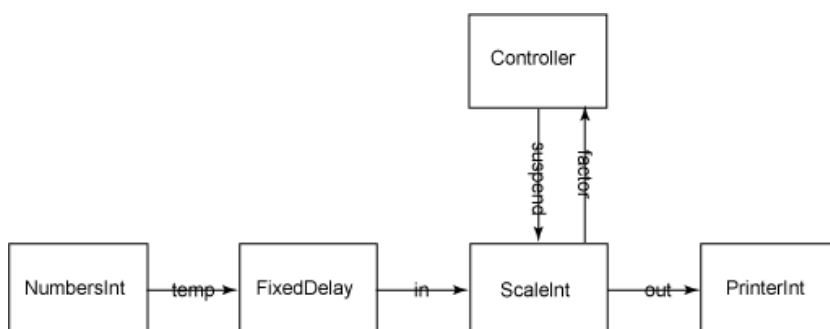 Controller
suspend
factor
NumbersInt
temp
FixedDelay
in
ScaleInt
out
PrinterInt